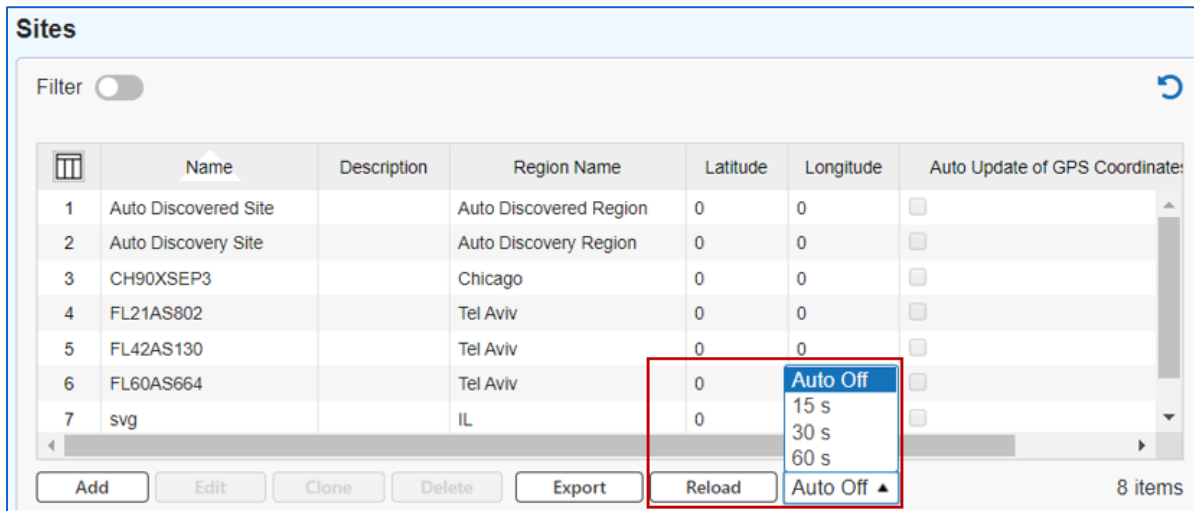 Sites
Filter
Name Description Region Name Latitude Longitude Auto Update of GPS Coordinates
1 Auto Discovered Site Auto Discovered Region 0 0
2 Auto Discovery Site Auto Discovery Region 0 0
3 CH90XSEP3 Chicago 0 0
4 FL21AS802 Tel Aviv 0 0
5 FL42AS130 Tel Aviv 0 0
6 FL60AS664 Tel Aviv 0 Auto Off
7 svg IL 0 15 s
30 s
60 s
Add Edit Clone Delete Export Reload Auto Off 8 items